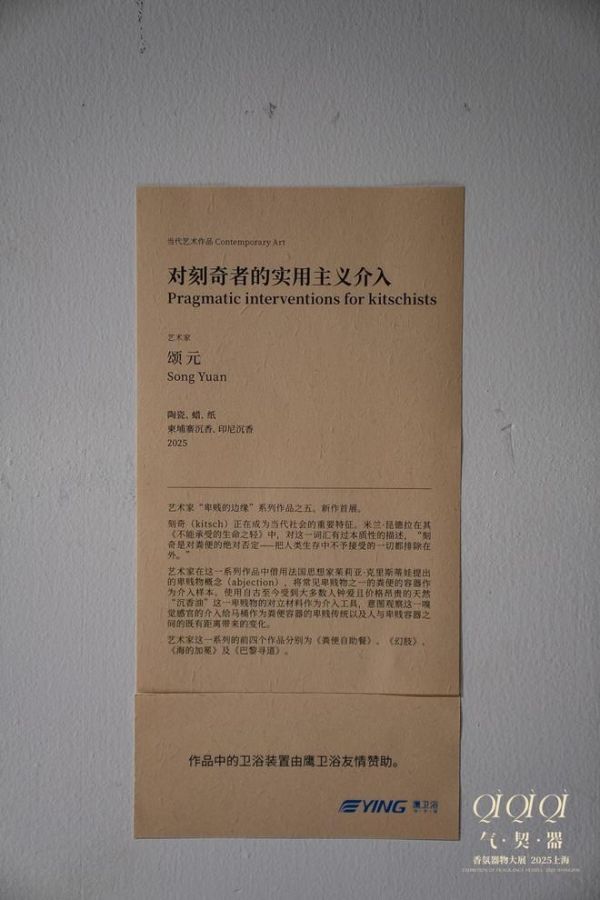 当代艺术作品 Contemporary Art
对刻奇者的实用主义介入
Pragmatic interventions for kitschists
艺术家
颂元
Song Yuan
陶瓷、蜡、纸
柬埔寨沉香、印尼沉香
2025
艺术家“卑贱的边缘”系列作品之五，新作首展。
刻奇（kitsch）正在成为当代社会的重要特征。米兰·昆德拉在其
《不能承受的生命之轻》中，对这一词汇有过本质性的描述，“刻
奇是对粪便的绝对否定——把人类生存中不予接受的一切都排除在
外。”
艺术家在这一系列作品中借用法国思想家茱莉亚·克里斯蒂娃提出
的卑贱物概念（abjection），将常见卑贱物之一的粪便的容器作
为介入样本，使用自古至今受到大多数人钟爱且价格昂贵的天然
“沉香油”这一卑贱物的对立材料作为介入工具，意图观察这一嗅
觉感官的介入给马桶作为粪便容器的卑贱传统以及人与卑贱容器之
间的既有距离带来的变化。
艺术家这一系列的前四个作品分别为《粪便自助餐》、《幻肢》、
《海的加冕》及《巴黎寻道》。
作品中的卫浴装置由鹰卫浴友情赞助。
EYING 鹰卫浴
QÌ QÌ QÌ
气·契·器
香氛器物大展 2025上海